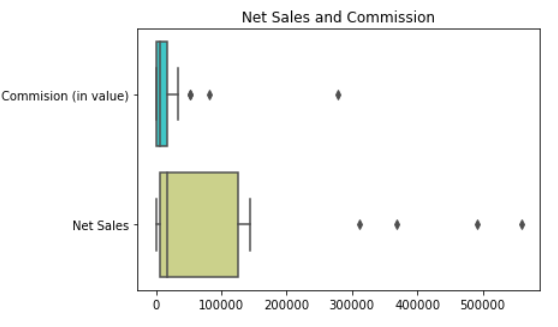 Net Sales and Commission
Commision (in value)
Net Sales
0 100000 200000 300000 400000 500000